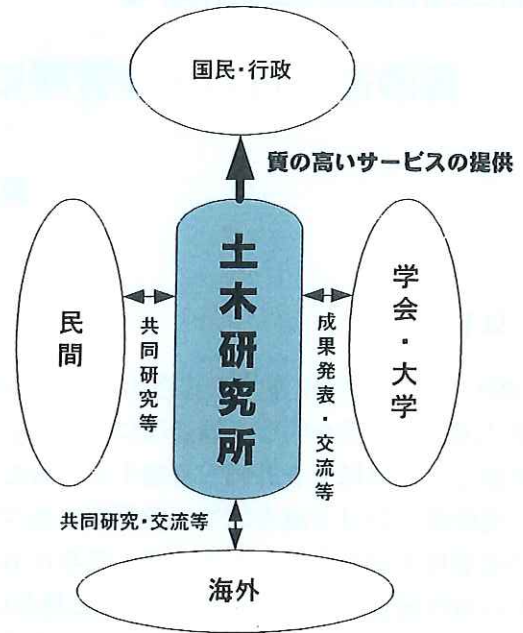 国民・行政
質の高いサービスの提供
土木研究所
民間
共同研究等
成果発表・交流等
学会・大学
共同研究・交流等
海外